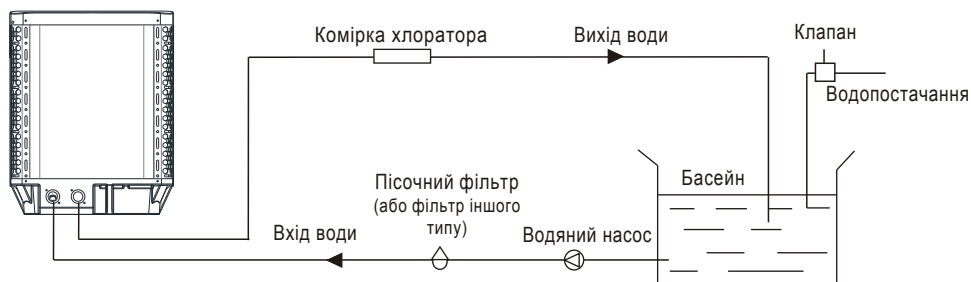 Комірка хлоратора
Вихід води
Клапан
Водопостачання
Пісочний фільтр
(або фільтр іншого
типу)
Басейн
Вхід води
Водяний насос